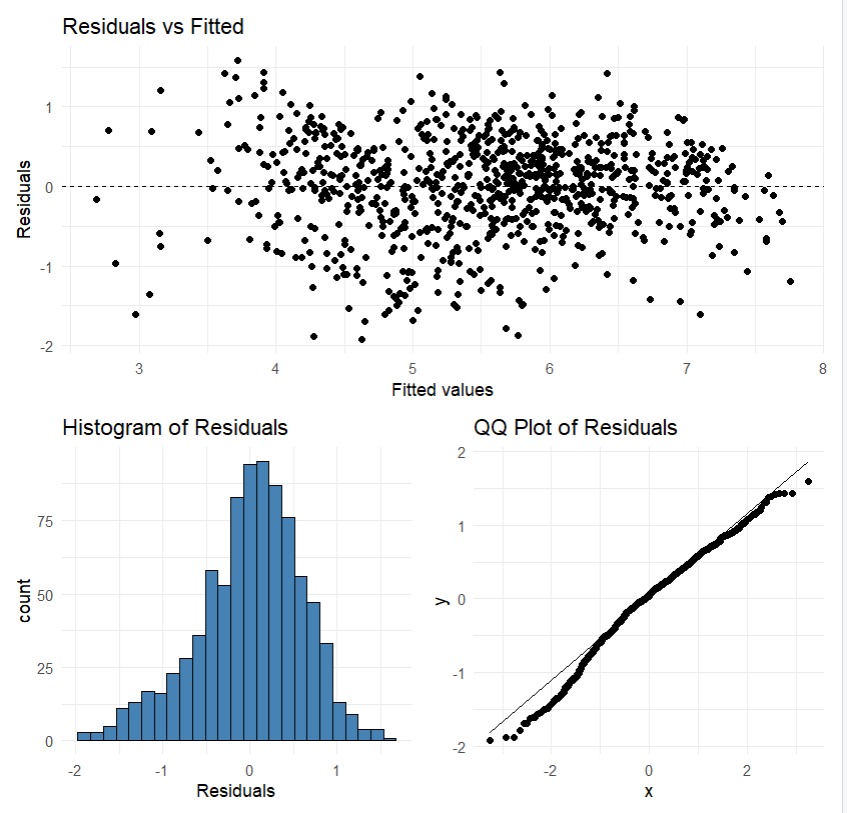 Residuals vs Fitted
1
0
-1
-2
Residuals
3 4 5 6 7 8
Fitted values
Histogram of Residuals
75
50
25
0
count
-2 -1 0 1
Residuals
QQ Plot of Residuals
2
1
0
-1
-2
y
-2 0 2
x